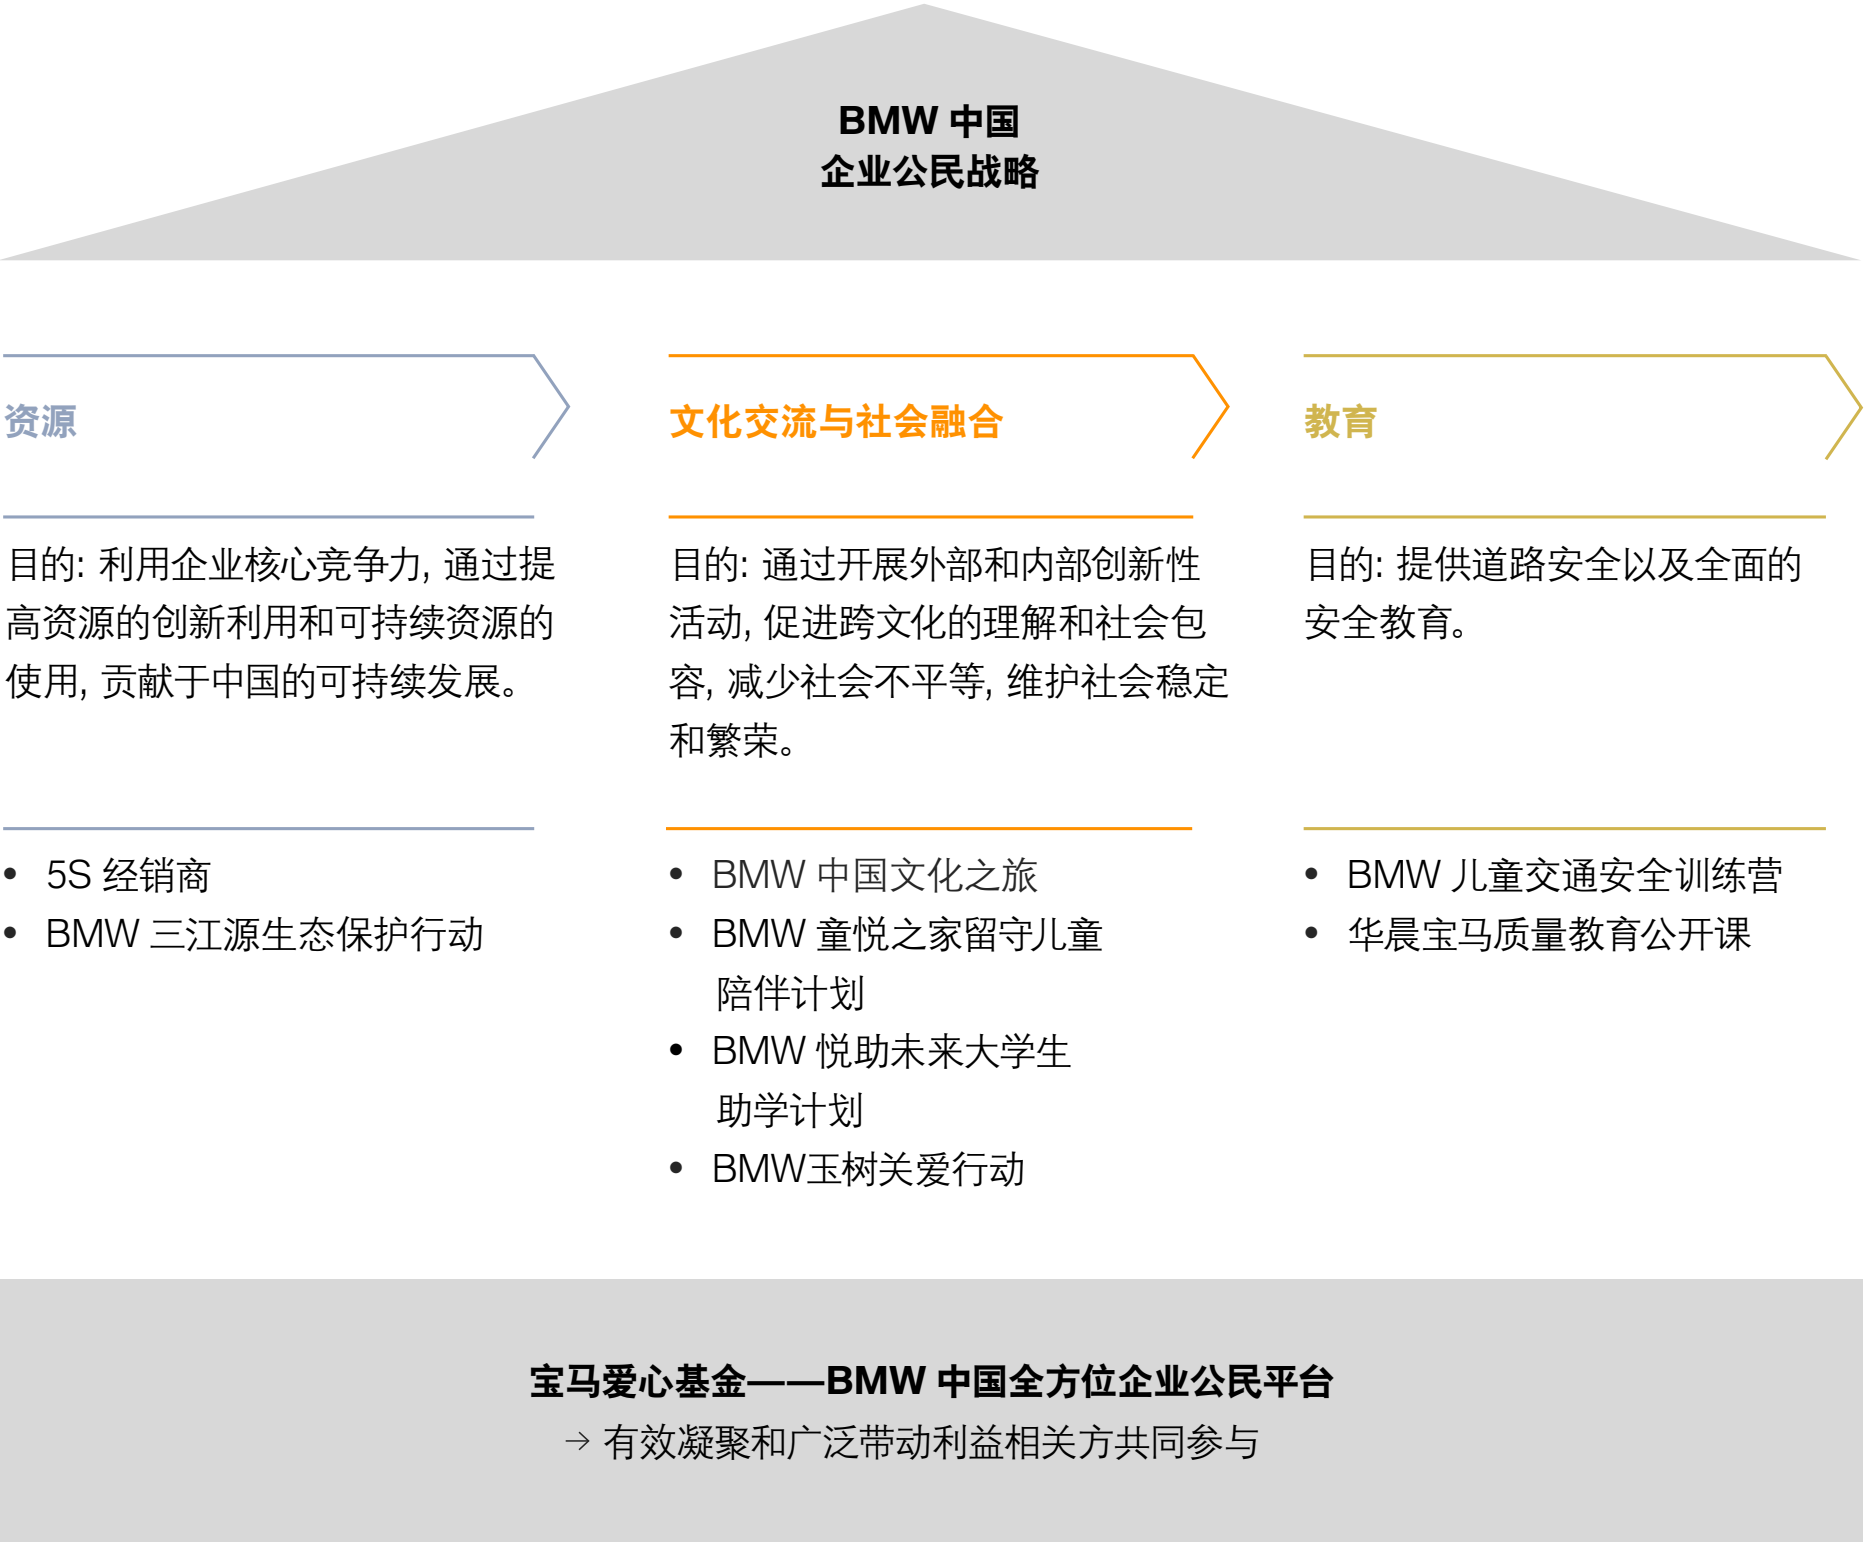 BMW 中国
企业公民战略
资源
目的: 利用企业核心竞争力, 通过提
高资源的创新利用和可持续资源的
使用, 贡献于中国的可持续发展。
• 5S 经销商
• BMW 三江源生态保护行动
文化交流与社会融合
目的: 通过开展外部和内部创新性
活动, 促进跨文化的理解和社会包
容, 减少社会不平等, 维护社会稳定
和繁荣。
• BMW 中国文化之旅
• BMW 童悦之家留守儿童
陪伴计划
• BMW 悦助未来大学生
助学计划
• BMW玉树关爱行动
教育
目的: 提供道路安全以及全面的
安全教育。
• BMW 儿童交通安全训练营
• 华晨宝马质量教育公开课
宝马爱心基金——BMW 中国全方位企业公民平台
→ 有效凝聚和广泛带动利益相关方共同参与